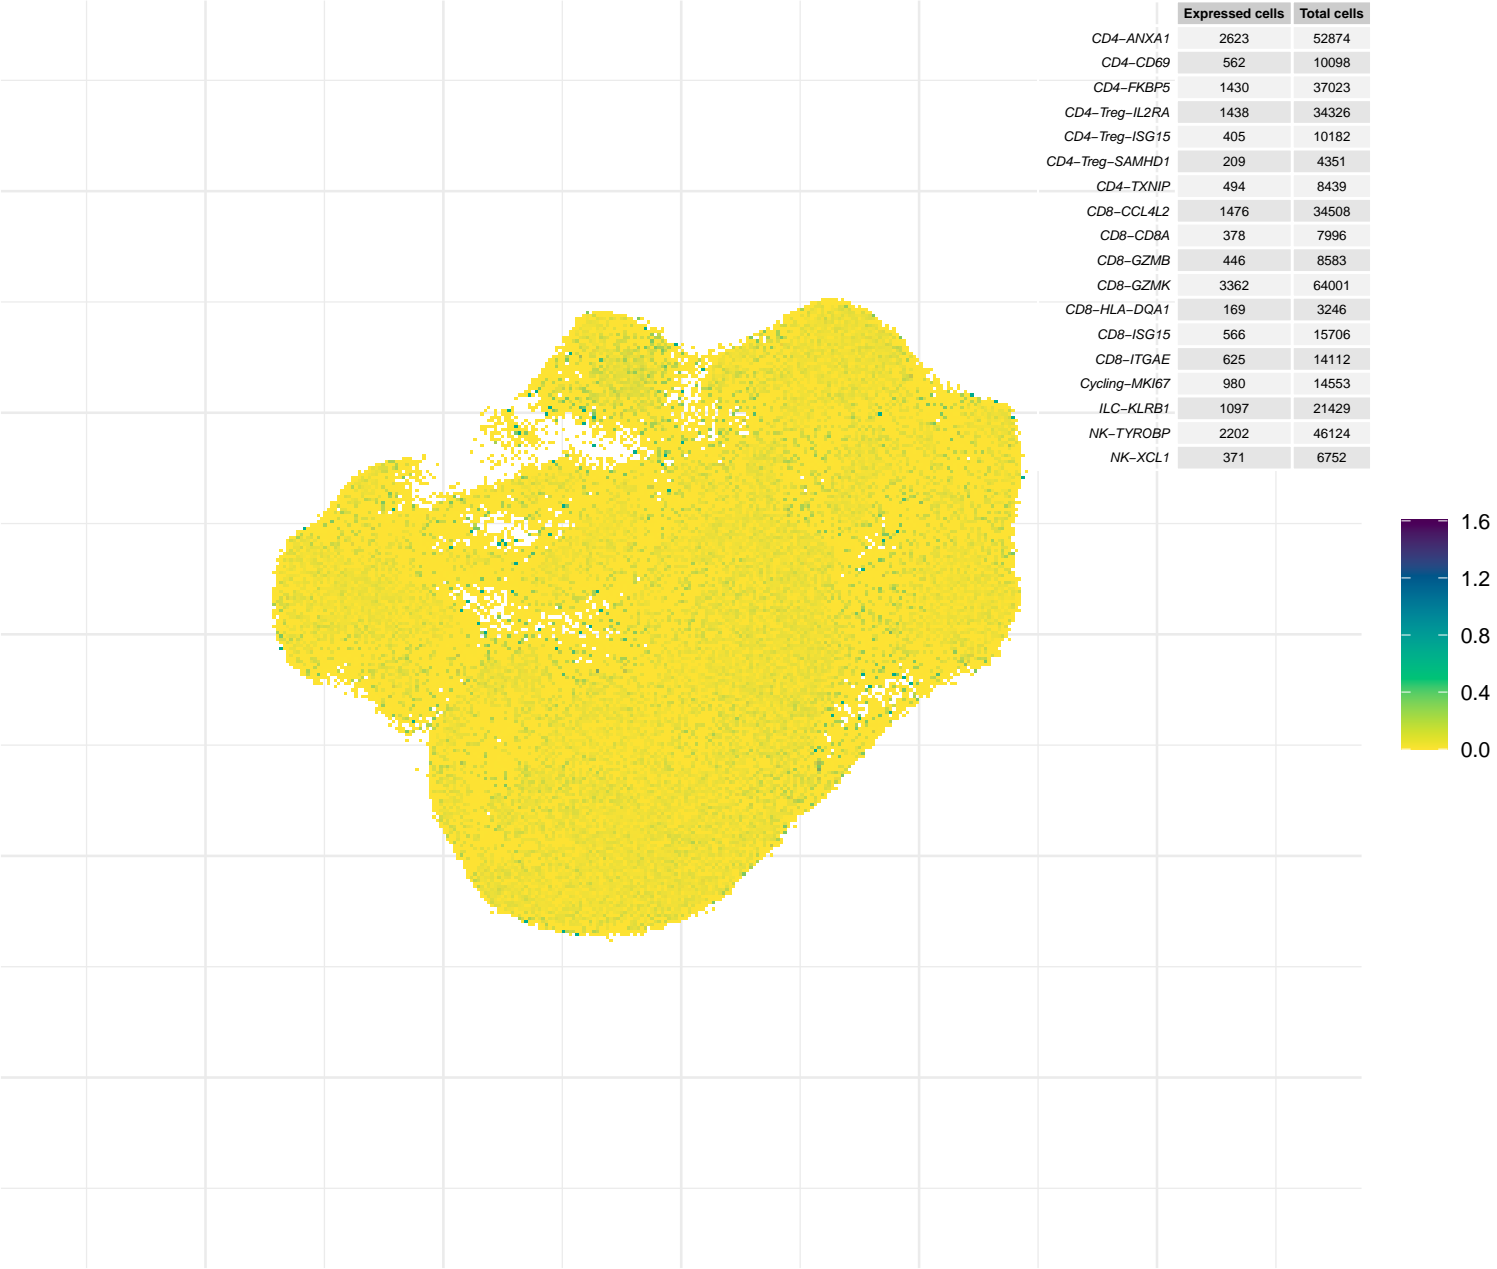 Expressed cells Total cells
CD4−ANXA1 2623 52874
CD4−CD69 562 10098
CD4−FKBP5 1430 37023
CD4−Treg−IL2RA 1438 34326
CD4−Treg−ISG15 405 10182
CD4−Treg−SAMHD1 209 4351
CD4−TXNIP 494 8439
CD8−CCL4L2 1476 34508
CD8−CD8A 378 7996
CD8−GZMB 446 8583
CD8−GZMK 3362 64001
CD8−HLA−DQA1 169 3246
CD8−ISG15 566 15706
CD8−ITGAE 625 14112
Cycling−MKI67 980 14553
ILC−KLRB1 1097 21429
NK−TYROBP 2202 46124
NK−XCL1 371 6752
1.6
1.2
0.8
0.4
0.0